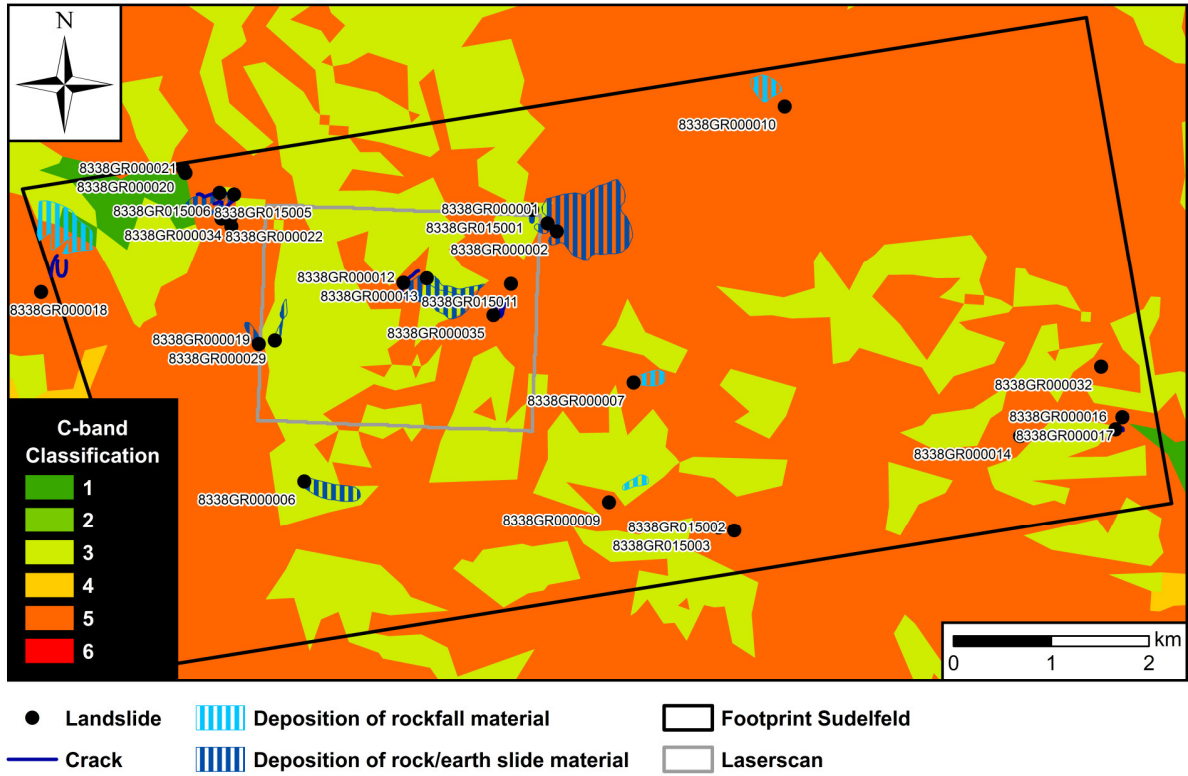 N
8338GR000010
8338GR000021
8338GR000020
8338GR015006
8338GR015005
8338GR000034
8338GR000022
8338GR000001
8338GR015001
8338GR000002
8338GR000012
8338GR000013
8338GR015011
8338GR000018
8338GR000035
8338GR000019
8338GR000029
8338GR000007
8338GR000032
8338GR000016
8338GR000017
8338GR000014
8338GR000006
8338GR000009
8338GR015002
8338GR015003
C-band
Classification
1
2
3
4
5
6
km
0 1 2
Landslide
Deposition of rockfall material
Footprint Sudelfeld
Crack
Deposition of rock/earth slide material
Laserscan